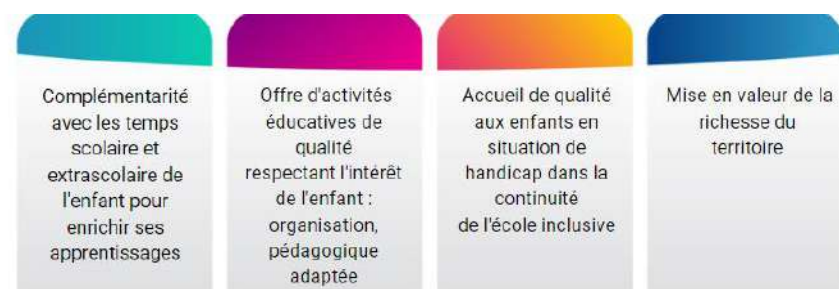 Complémentarité
avec les temps
scolaire et
extrascolaire de
l'enfant pour
enrichir ses
apprentissages
Offre d'activités
éducatives de
qualité
respectant l'intérêt
de l'enfant :
organisation,
pédagogique
adaptée
Accueil de qualité
aux enfants en
situation de
handicap dans la
continuité
de l'école inclusive
Mise en valeur de la
richesse du
territoire